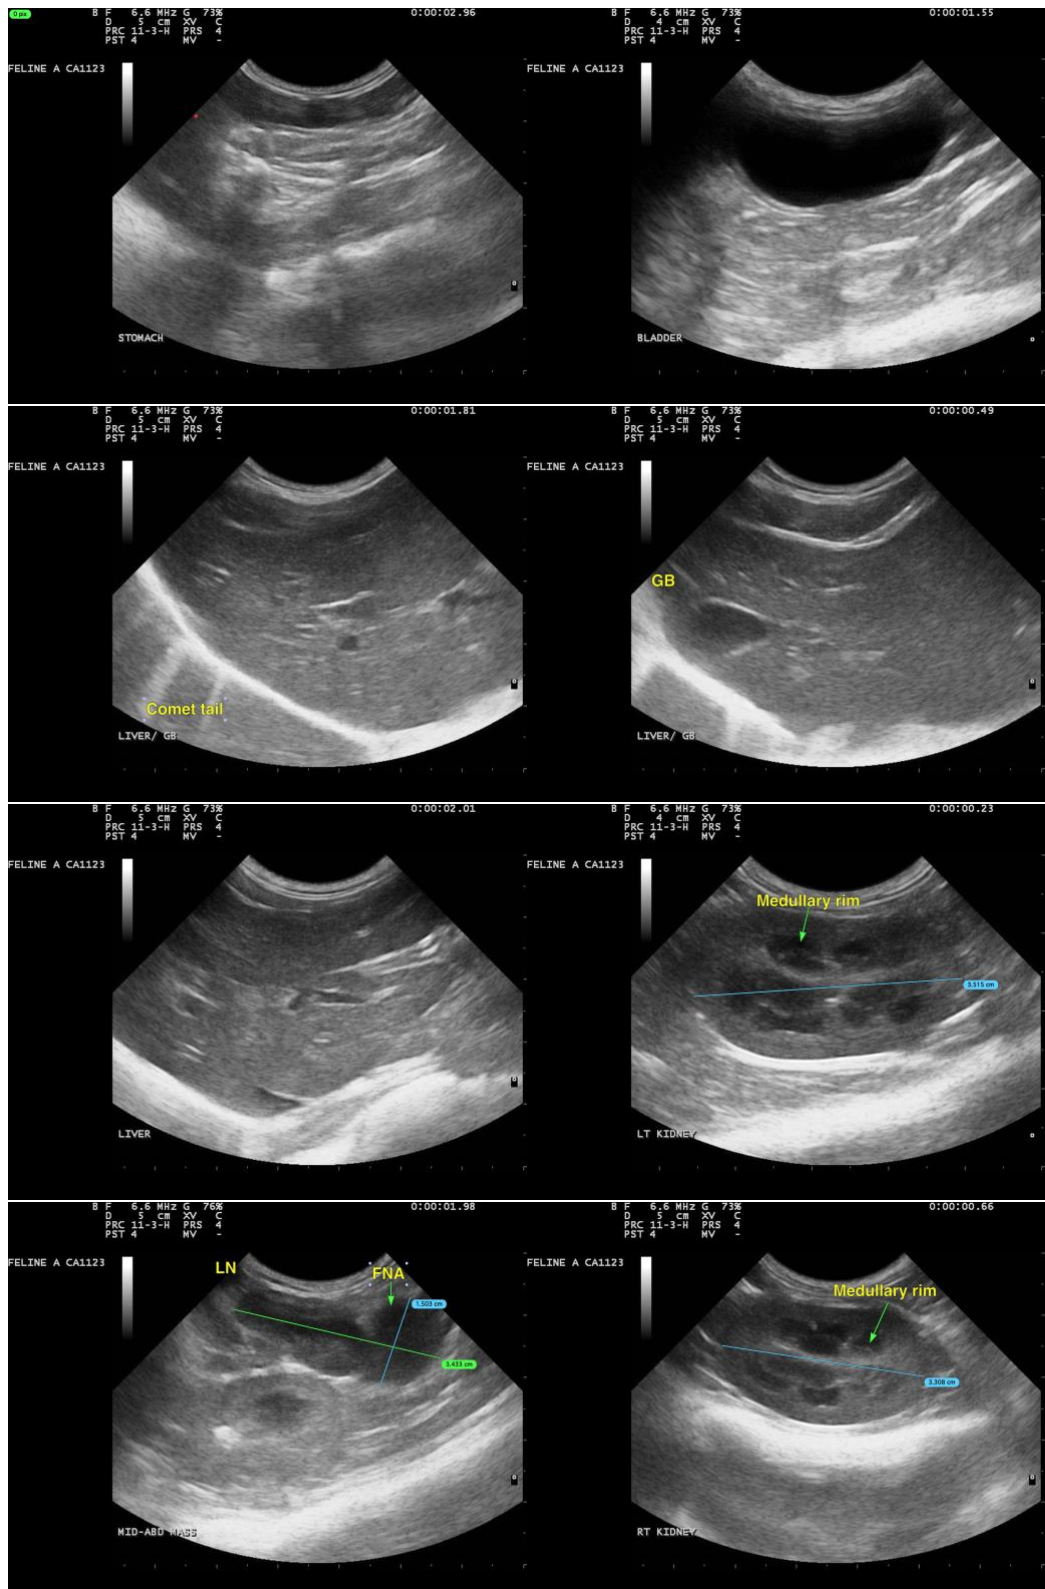 0 pix
B F 6.6 MHz G 73%
D 5 cm XV C
PRC 11-3-H PRS 4
PST 4 MV -
0:00:02.96
FELINE A CA1123
STOMACH
B F 6.6 MHz G 73%
D 4 cm XV C
PRC 11-3-H PRS 4
PST 4 MV -
0:00:01.55
FELINE A CA1123
BLADDER
B F 6.6 MHz G 73%
D 5 cm XV C
PRC 11-3-H PRS 4
PST 4 MV -
0:00:01.81
FELINE A CA1123
Comet tail
LIVER/ GB
B F 6.6 MHz G 73%
D 5 cm XV C
PRC 11-3-H PRS 4
PST 4 MV -
0:00:00.49
FELINE A CA1123
GB
LIVER/ GB
B F 6.6 MHz G 73%
D 5 cm XV C
PRC 11-3-H PRS 4
PST 4 MV -
0:00:02.01
FELINE A CA1123
LIVER
B F 6.6 MHz G 73%
D 4 cm XV C
PRC 11-3-H PRS 4
PST 4 MV -
0:00:00.23
FELINE A CA1123
Medullary rim
3.515 cm
LT KIDNEY
B F 6.6 MHz G 76%
D 5 cm XV C
PRC 11-3-H PRS 4
PST 4 MV -
0:00:01.98
FELINE A CA1123
LN
FNA
1.503 cm
3.433 cm
MID-ABD MASS
B F 6.6 MHz G 73%
D 5 cm XV C
PRC 11-3-H PRS 4
PST 4 MV -
0:00:00.66
FELINE A CA1123
Medullary rim
3.308 cm
RT KIDNEY